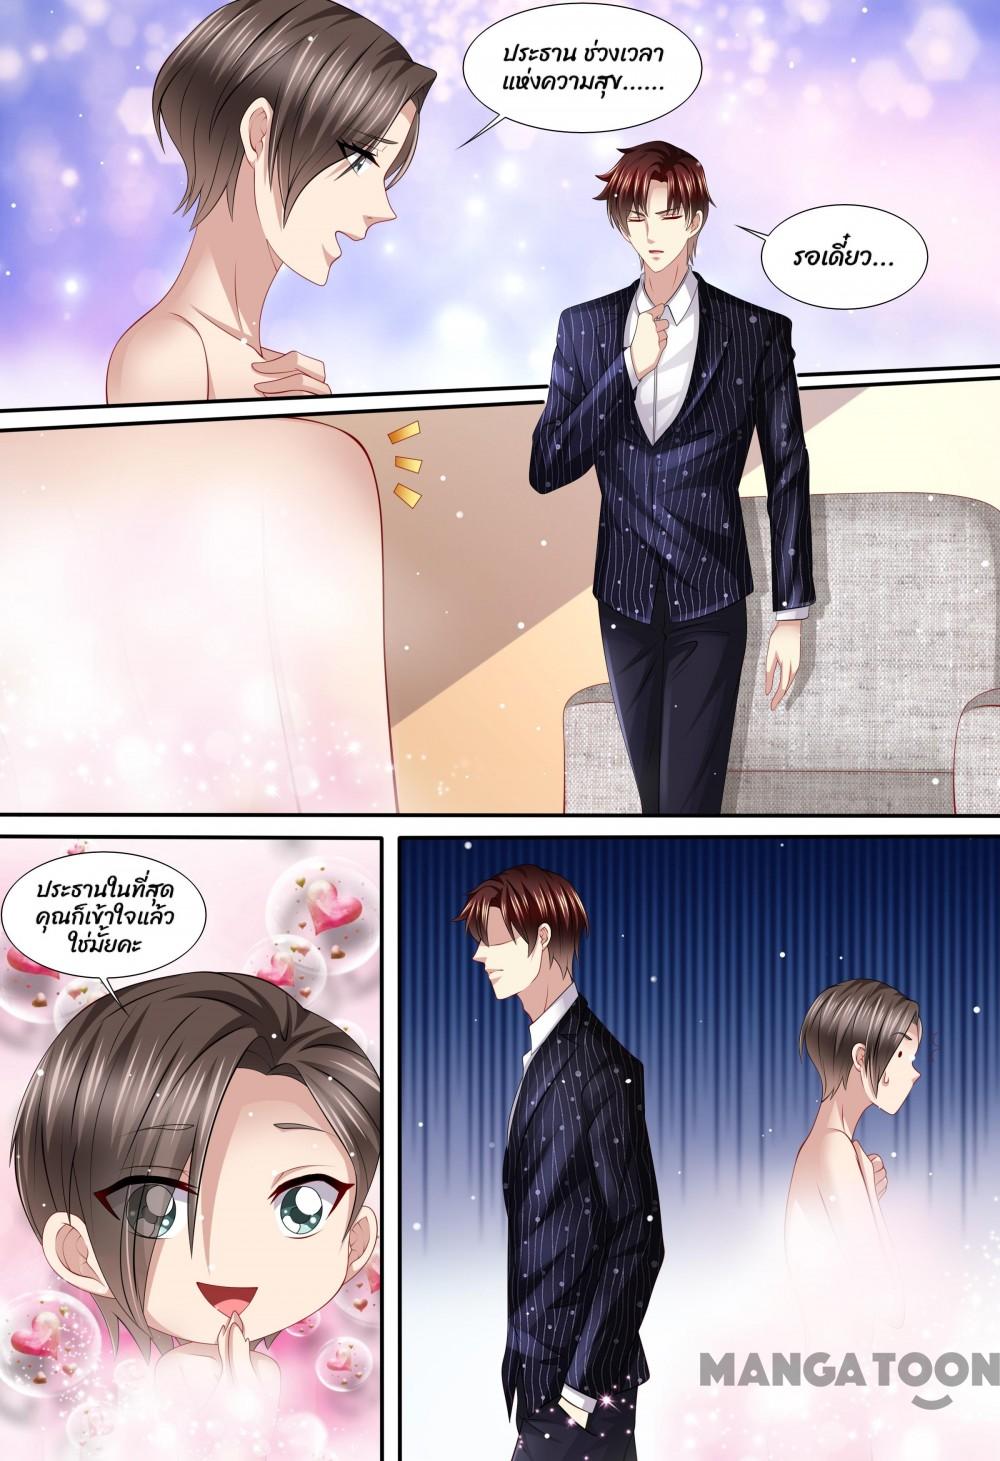 ประธาน ช่วงเวลา
แห่งความสุข......
รอเดี๋ยว...
ประธานในที่สุด
คุณก็เข้าใจแล้ว
ใช่มั้ยคะ
MANGATOON